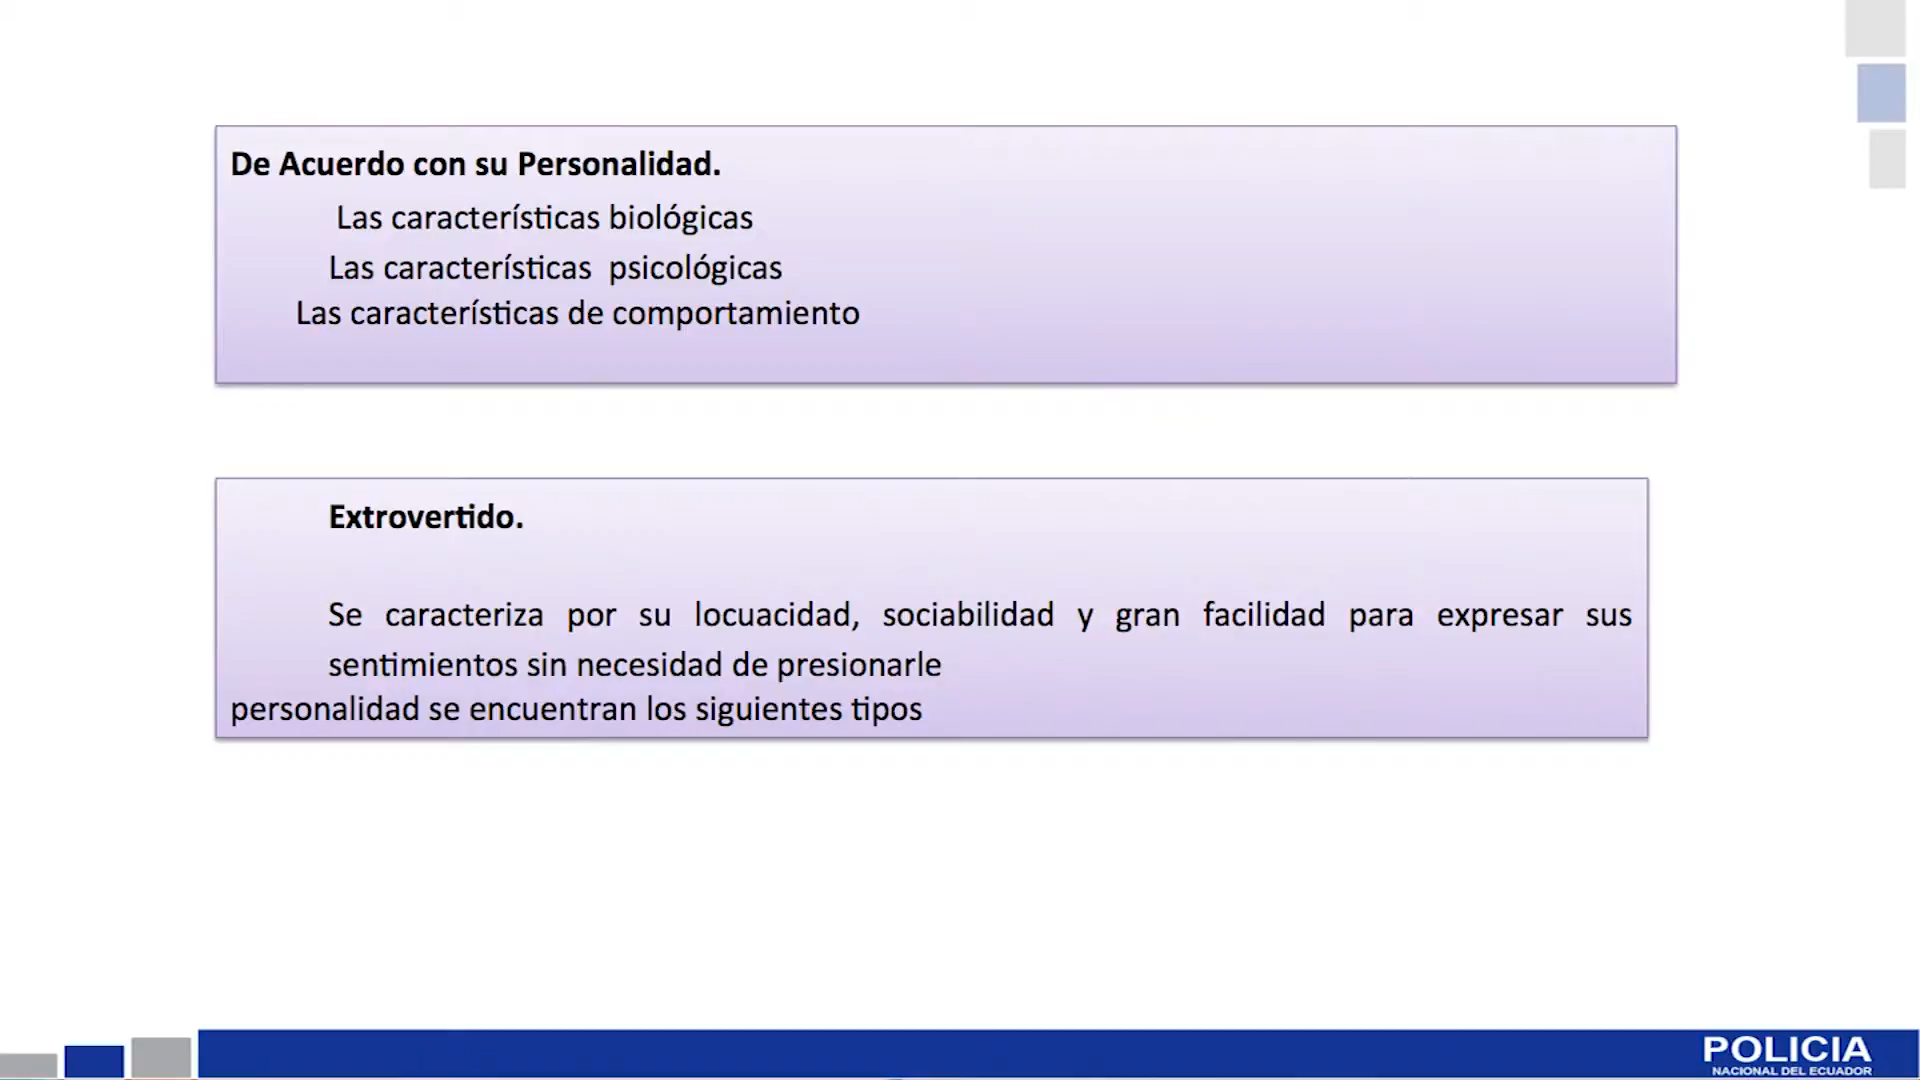 De Acuerdo con su Personalidad.
Las características biológicas
Las características psicológicas
Las características de comportamiento
Extrovertido.
Se caracteriza por su locuacidad, sociabilidad y gran facilidad para expresar sus
sentimientos sin necesidad de presionarle
personalidad se encuentran los siguientes tipos
POLICIA
NACIONAL DEL ECUADOR